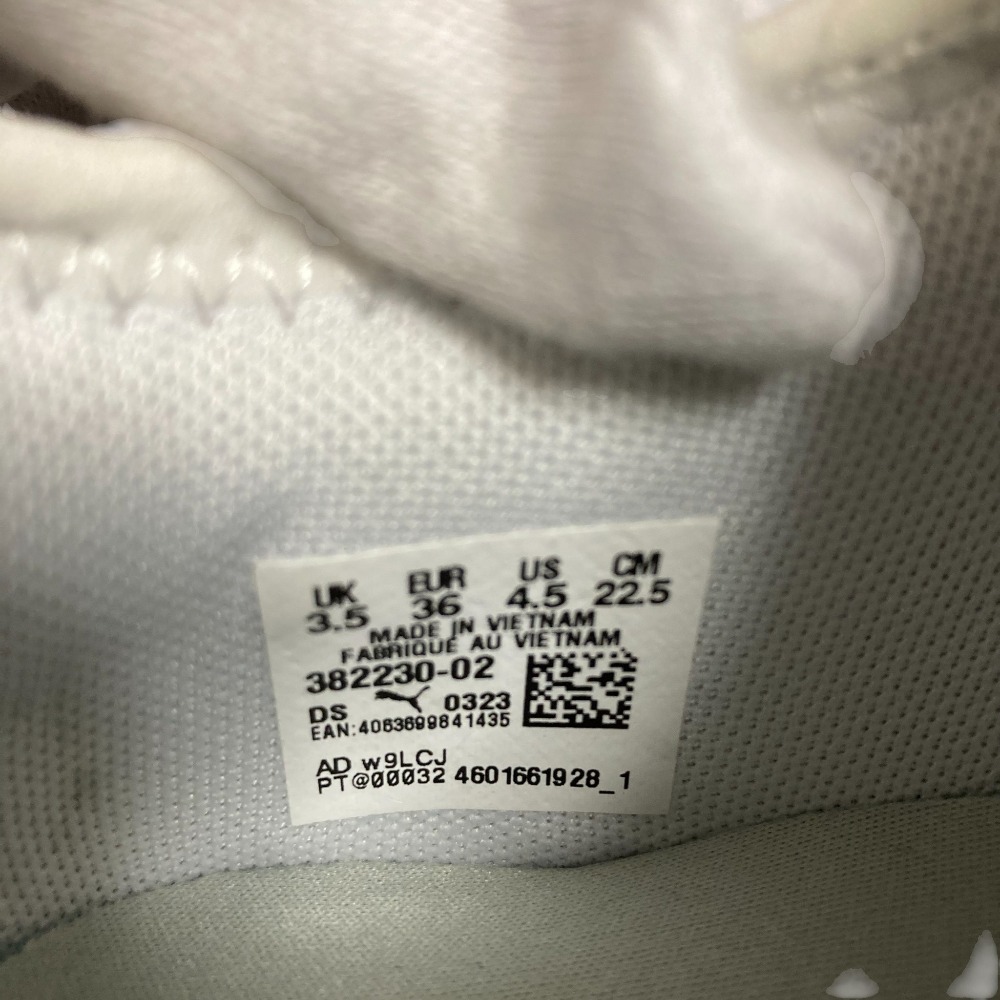 UK EUR US CM
3.5 36 4.5 22.5
MADE IN VIETNAM
FABRIQUE AU VIETNAM
382230-02
DS 0323
EAN:4063699841435
AD w9LCJ
PT@00032 4601661928_1